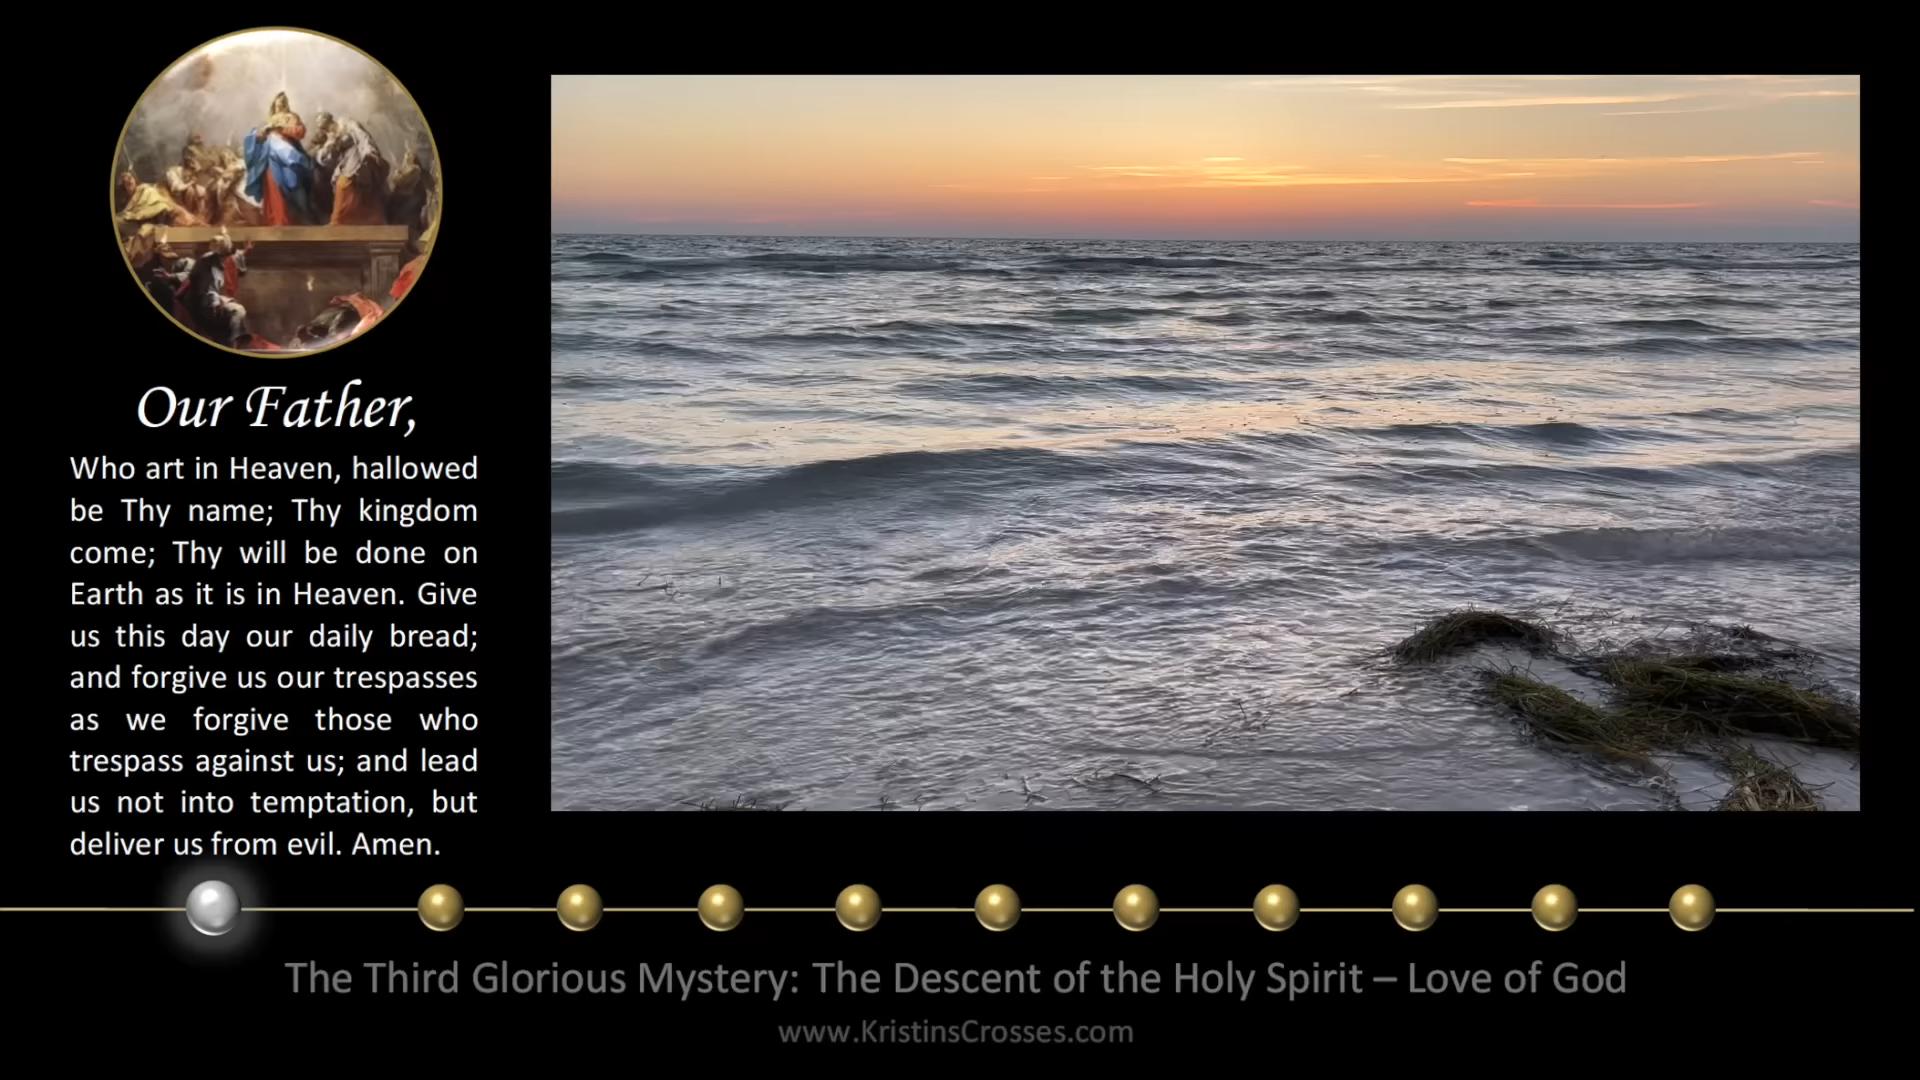 Our Father,
Who art in Heaven, hallowed
be Thy name; Thy kingdom
come; Thy will be done on
Earth as it is in Heaven. Give
us this day our daily bread;
and forgive us our trespasses
as we forgive those who
trespass against us; and lead
us not into temptation, but
deliver us from evil. Amen.
The Third Glorious Mystery: The Descent of the Holy Spirit – Love of God
www.KristinsCrosses.com